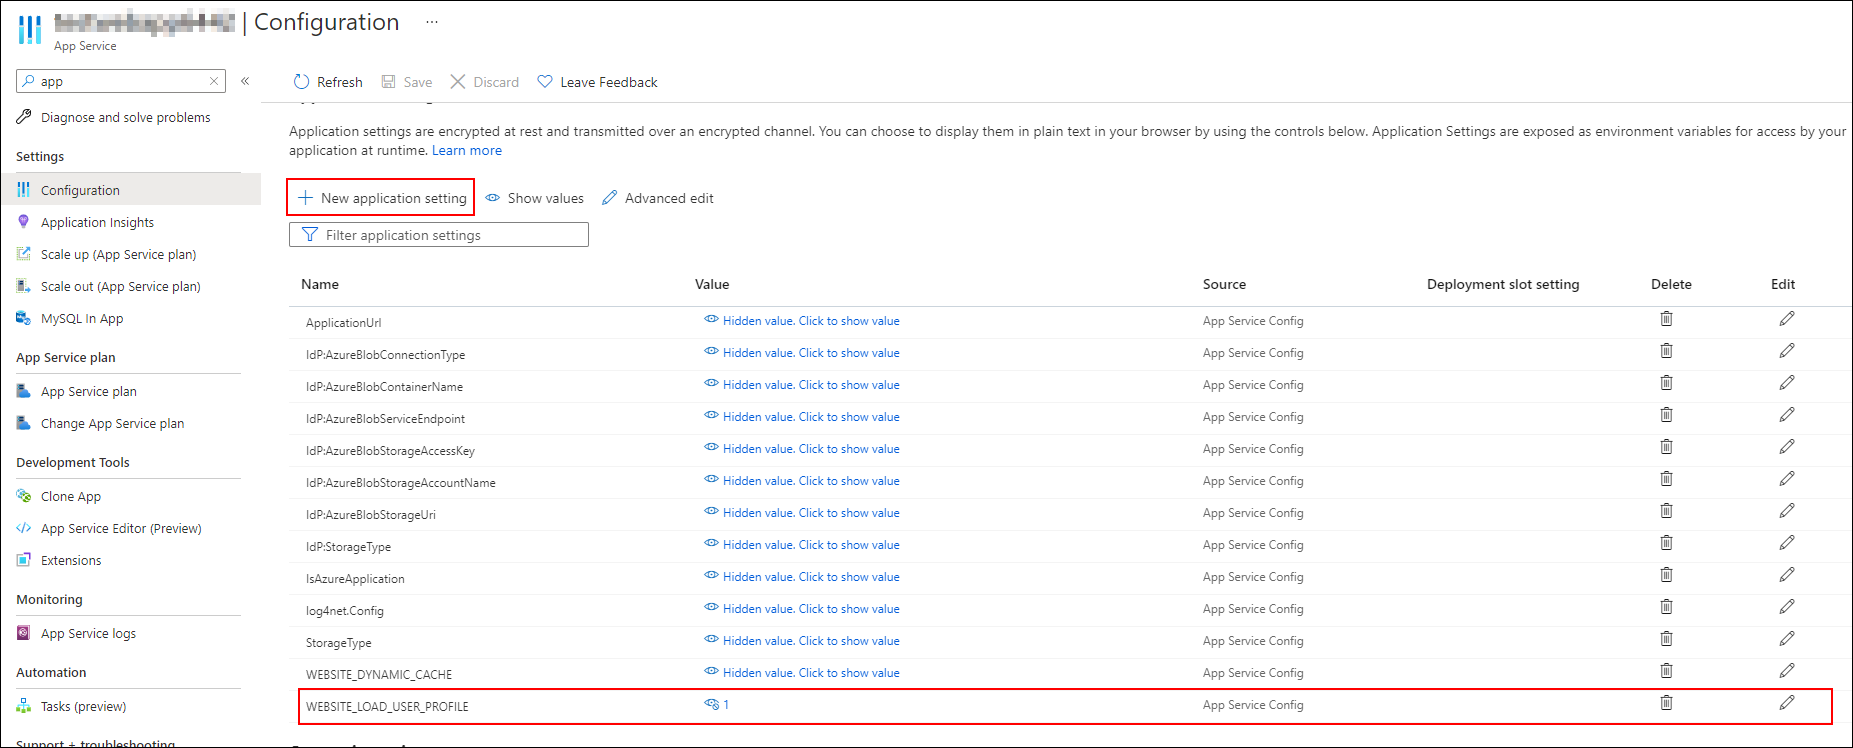 | Configuration ...
App Service
app
«
Refresh Save Discard Leave Feedback
Diagnose and solve problems
Settings
Configuration
Application Insights
Scale up (App Service plan)
Scale out (App Service plan)
MySQL In App
App Service plan
App Service plan
Change App Service plan
Development Tools
Clone App
App Service Editor (Preview)
Extensions
Monitoring
App Service logs
Automation
Tasks (preview)
Support + troubleshooting
Application settings are encrypted at rest and transmitted over an encrypted channel. You can choose to display them in plain text in your browser by using the controls below. Application Settings are exposed as environment variables for access by your
application at runtime. Learn more
New application setting Show values Advanced edit
Filter application settings
Name Value Source Deployment slot setting Delete Edit
ApplicationUrl Hidden value. Click to show value App Service Config
IdP:AzureBlobConnectionType Hidden value. Click to show value App Service Config
IdP:AzureBlobContainerName Hidden value. Click to show value App Service Config
IdP:AzureBlobServiceEndpoint Hidden value. Click to show value App Service Config
IdP:AzureBlobStorageAccessKey Hidden value. Click to show value App Service Config
IdP:AzureBlobStorageAccountName Hidden value. Click to show value App Service Config
IdP:AzureBlobStorageUri Hidden value. Click to show value App Service Config
IdP:StorageType Hidden value. Click to show value App Service Config
IsAzureApplication Hidden value. Click to show value App Service Config
log4net.Config Hidden value. Click to show value App Service Config
StorageType Hidden value. Click to show value App Service Config
WEBSITE_DYNAMIC_CACHE Hidden value. Click to show value App Service Config
WEBSITE_LOAD_USER_PROFILE 1 App Service Config